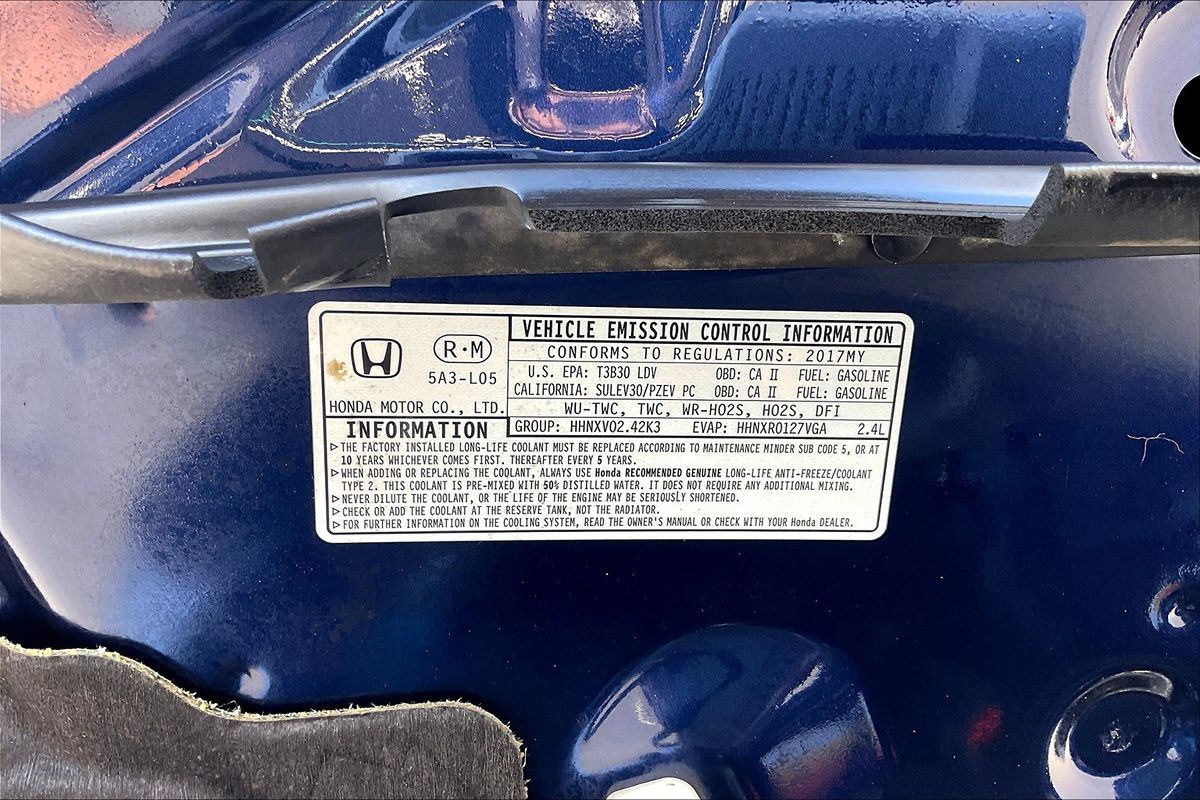 R·M
5A3-L05
HONDA MOTOR CO., LTD.
VEHICLE EMISSION CONTROL INFORMATION
CONFORMS TO REGULATIONS: 2017MY
U.S. EPA: T3B30 LDV OBD: CA II FUEL: GASOLINE
CALIFORNIA: SULEV30/PZEV PC OBD: CA II FUEL: GASOLINE
WU-TWC, TWC, WR-HO2S, HO2S, DFI
GROUP: HHNXV02.42K3 EVAP: HHNXR0127VGA 2.4L
INFORMATION
▷THE FACTORY INSTALLED LONG-LIFE COOLANT MUST BE REPLACED ACCORDING TO MAINTENANCE MINDER SUB CODE 5, OR AT
10 YEARS WHICHEVER COMES FIRST. THEREAFTER EVERY 5 YEARS.
▷WHEN ADDING OR REPLACING THE COOLANT, ALWAYS USE Honda RECOMMENDED GENUINE LONG-LIFE ANTI-FREEZE/COOLANT
TYPE 2. THIS COOLANT IS PRE-MIXED WITH 50% DISTILLED WATER. IT DOES NOT REQUIRE ANY ADDITIONAL MIXING.
▷NEVER DILUTE THE COOLANT, OR THE LIFE OF THE ENGINE MAY BE SERIOUSLY SHORTENED.
▷CHECK OR ADD THE COOLANT AT THE RESERVE TANK, NOT THE RADIATOR.
▷FOR FURTHER INFORMATION ON THE COOLING SYSTEM, READ THE OWNER'S MANUAL OR CHECK WITH YOUR Honda DEALER.